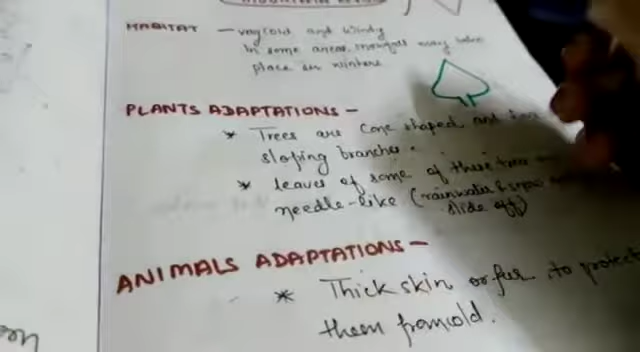 HABITAT - very cold and windy
In some areas, snowfall may take
place in winters
PLANTS ADAPTATIONS -
* Trees are Cone shaped and have
sloping branches.
* leaves of some of these trees
needle-like (rainwater & snow
slide off)
ANIMALS ADAPTATIONS -
* Thick skin or fur to protect
them from cold.